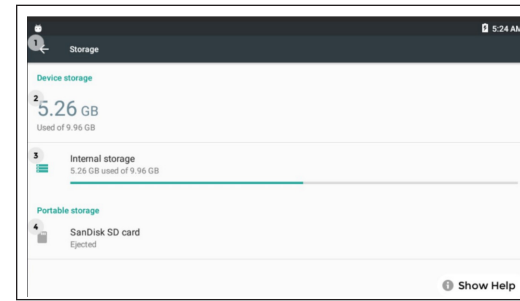 5:24 AM
1
Storage
Device storage
2
5.26 GB
Used of 9.96 GB
3
Internal storage
5.26 GB used of 9.96 GB
Portable storage
4
SanDisk SD card
Ejected
Show Help